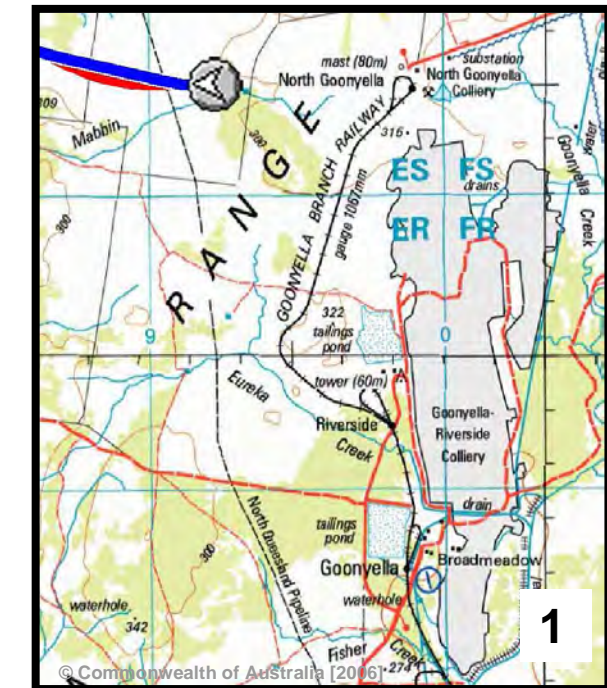 mast (80m)
North Goonyella
substation
North Goonyella
Colliery
109
Mabbin
300
316
water
Goonyella
Creek
RANGE
GOONYELLA BRANCH RAILWAY
gauge 1067mm
ES FS
drains
ER FR
300
322
tailings
pond
9
0
tower (60m)
Eureka
Creek
Riverside
Goonyella-
Riverside
Colliery
drain
tailings
pond
North Queensland Pipeline
300
Goonyella
Broadmeadow
waterhole
waterhole
342
Fisher
Creek
274
1
© Commonwealth of Australia [2006]